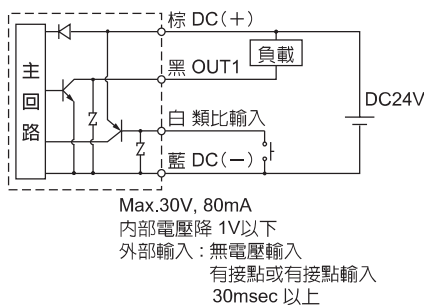 棕 DC(+)
負載
主回路
黑 OUT1
DC24V
白 類比輸入
藍 DC(−)
Max.30V, 80mA
內部電壓降 1V以下
外部輸入：無電壓輸入
有接點或有接點輸入
30msec 以上